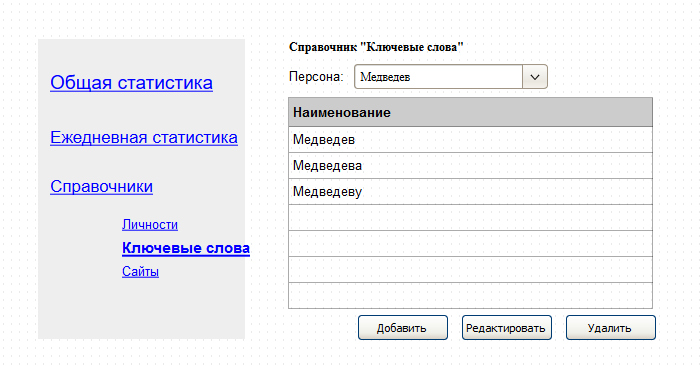 Общая статистика
Ежедневная статистика
Справочники
Личности
Ключевые слова
Сайты
Справочник "Ключевые слова"
Персона: Медведев
Наименование
Медведев
Медведева
Медведеву
Добавить Редактировать Удалить